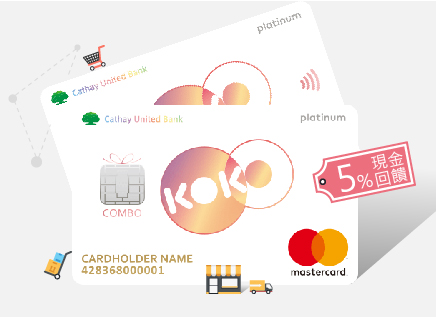 platinum
Cathay United Bank
Cathay United Bank
platinum
KOKO
COMBO
現金
5%回饋
CARDHOLDER NAME
428368000001
mastercard.